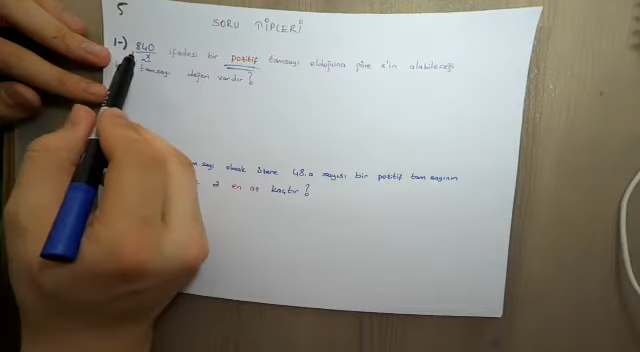 5
SORU TİPLERİ
1-) 840/x ifadesi bir pozitif tamsayı olduğuna göre x'in alabileceği
tamsayı değeri vardır?
sayı olmak üzere 48.a sayısı bir pozitif tam sayının
a en az kaçtır?